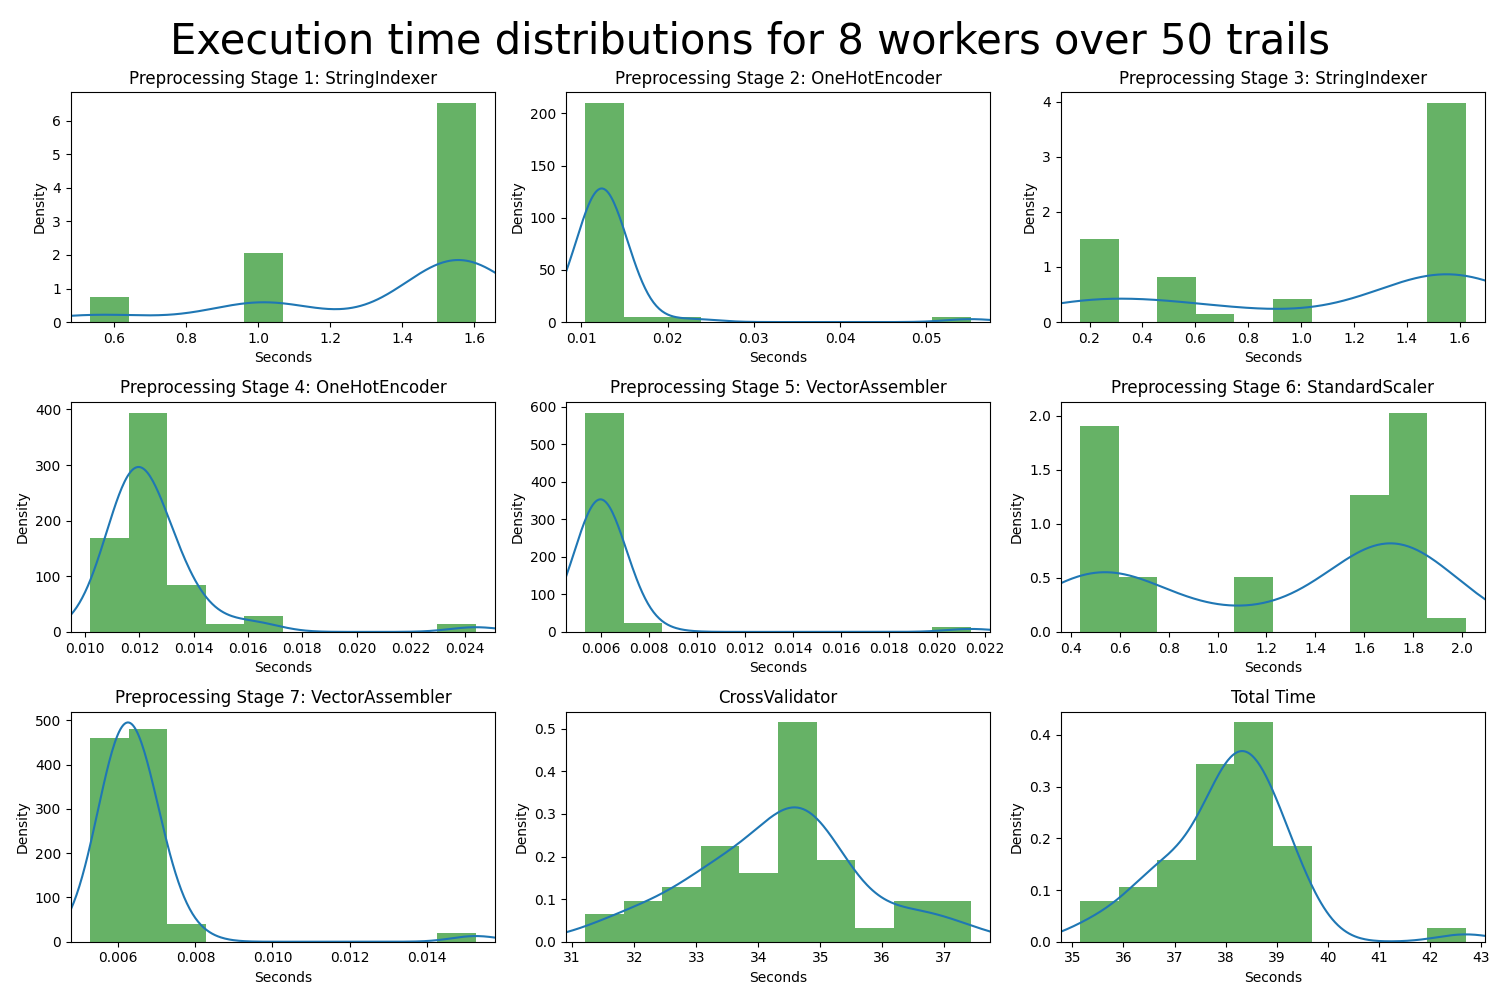 Execution time distributions for 8 workers over 50 trails
Preprocessing Stage 1: StringIndexer
Density
6
5
4
3
2
1
0
0.6 0.8 1.0 1.2 1.4 1.6
Seconds
Preprocessing Stage 2: OneHotEncoder
Density
200
150
100
50
0
0.01 0.02 0.03 0.04 0.05
Seconds
Preprocessing Stage 3: StringIndexer
Density
4
3
2
1
0
0.2 0.4 0.6 0.8 1.0 1.2 1.4 1.6
Seconds
Preprocessing Stage 4: OneHotEncoder
Density
400
300
200
100
0
0.010 0.012 0.014 0.016 0.018 0.020 0.022 0.024
Seconds
Preprocessing Stage 5: VectorAssembler
Density
600
500
400
300
200
100
0
0.006 0.008 0.010 0.012 0.014 0.016 0.018 0.020 0.022
Seconds
Preprocessing Stage 6: StandardScaler
Density
2.0
1.5
1.0
0.5
0.0
0.4 0.6 0.8 1.0 1.2 1.4 1.6 1.8 2.0
Seconds
Preprocessing Stage 7: VectorAssembler
Density
500
400
300
200
100
0
0.006 0.008 0.010 0.012 0.014
Seconds
CrossValidator
Density
0.5
0.4
0.3
0.2
0.1
0.0
31 32 33 34 35 36 37
Seconds
Total Time
Density
0.4
0.3
0.2
0.1
0.0
35 36 37 38 39 40 41 42 43
Seconds